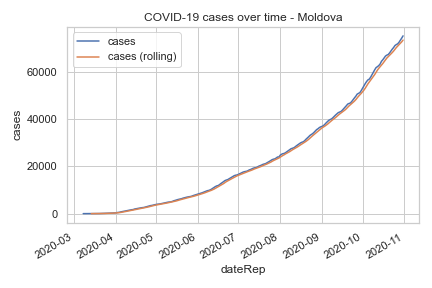 COVID-19 cases over time - Moldova
cases
cases (rolling)
60000
40000
20000
0
cases
2020-03
2020-04
2020-05
2020-06
2020-07
2020-08
2020-09
2020-10
2020-11
dateRep